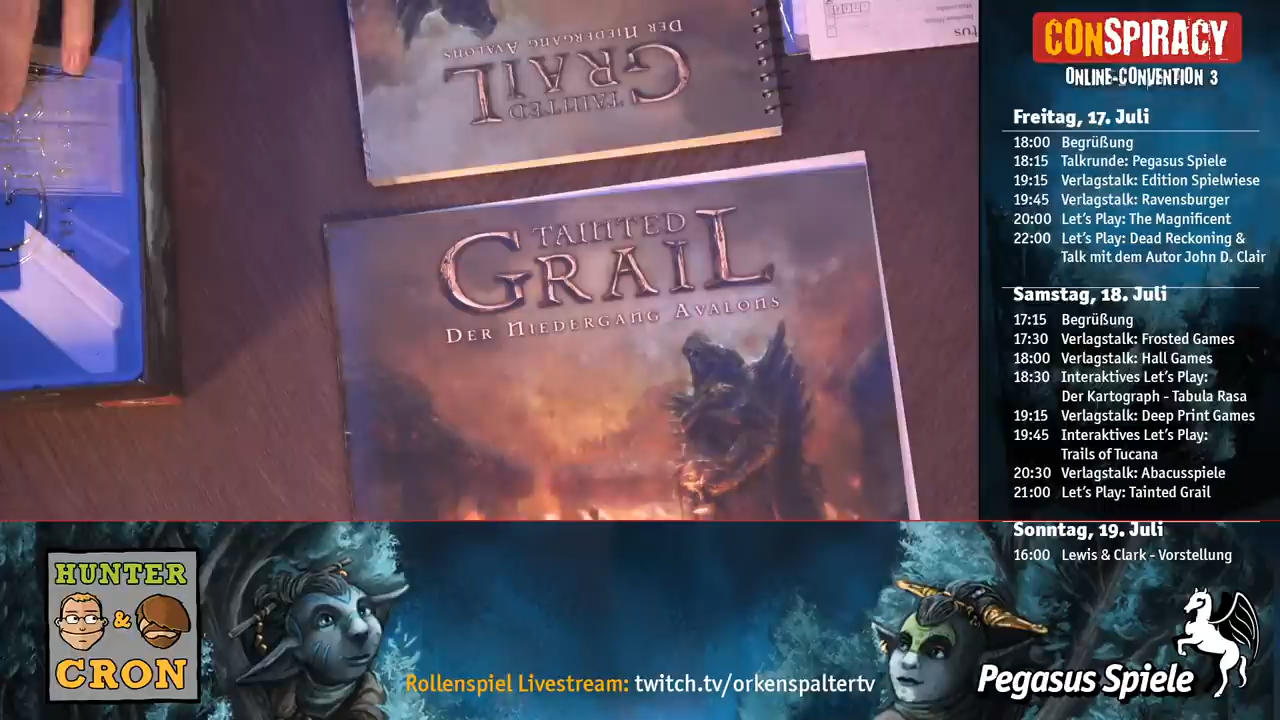 TAINTED
GRAIL
DER NIEDERGANG AVALONS
TAINTED
GRAIL
DER NIEDERGANG AVALONS
CONSPIRACY
ONLINE-CONVENTION 3
Freitag, 17. Juli
18:00 Begrüßung
18:15 Talkrunde: Pegasus Spiele
19:15 Verlagstalk: Edition Spielwiese
19:45 Verlagstalk: Ravensburger
20:00 Let's Play: The Magnificent
22:00 Let's Play: Dead Reckoning &
Talk mit dem Autor John D. Clair
Samstag, 18. Juli
17:15 Begrüßung
17:30 Verlagstalk: Frosted Games
18:00 Verlagstalk: Hall Games
18:30 Interaktives Let's Play:
Der Kartograph - Tabula Rasa
19:15 Verlagstalk: Deep Print Games
19:45 Interaktives Let's Play:
Trails of Tucana
20:30 Verlagstalk: Abacusspiele
21:00 Let's Play: Tainted Grail
Sonntag, 19. Juli
16:00 Lewis & Clark - Vorstellung
HUNTER
&
CRON
Rollenspiel Livestream: twitch.tv/orkenspaltertv
Pegasus Spiele